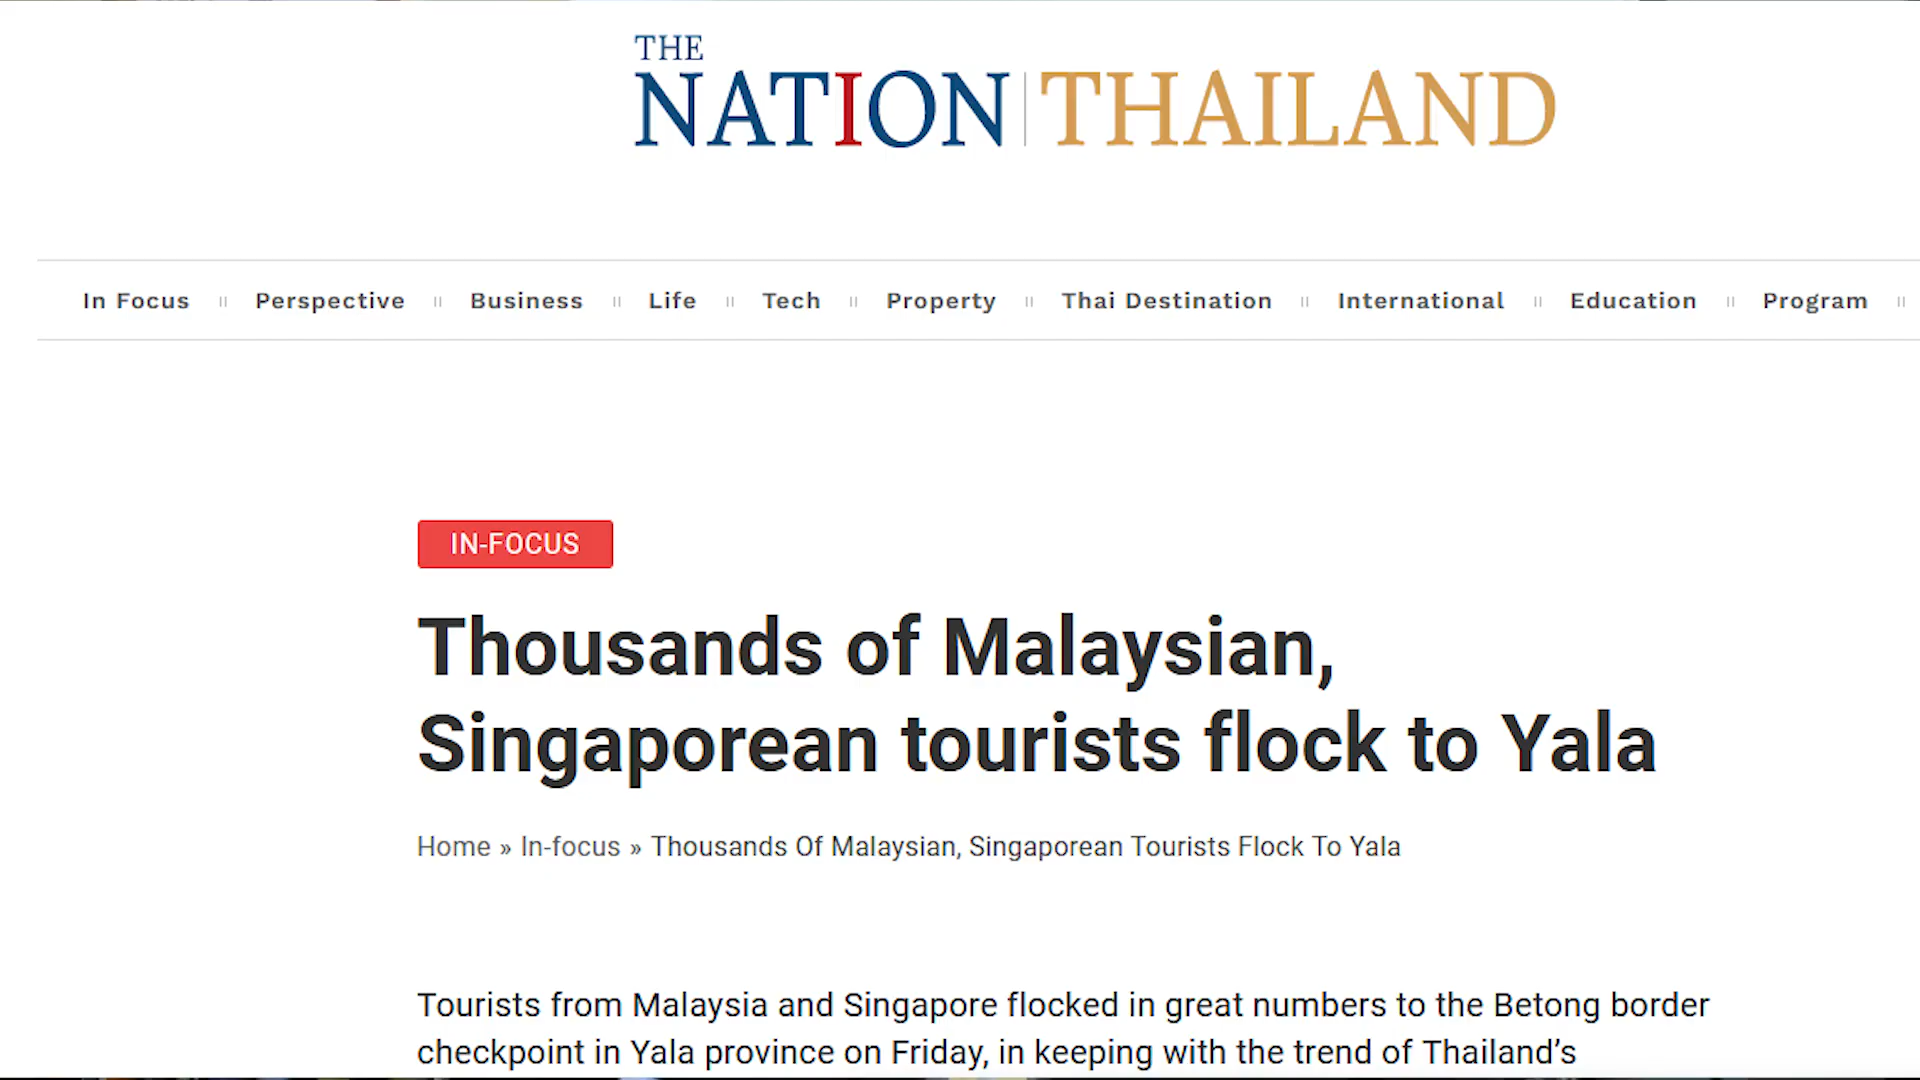 THE
NATION THAILAND
In Focus Perspective Business Life Tech Property Thai Destination International Education Program
IN-FOCUS
Thousands of Malaysian,
Singaporean tourists flock to Yala
Home » In-focus » Thousands Of Malaysian, Singaporean Tourists Flock To Yala
Tourists from Malaysia and Singapore flocked in great numbers to the Betong border
checkpoint in Yala province on Friday, in keeping with the trend of Thailand’s